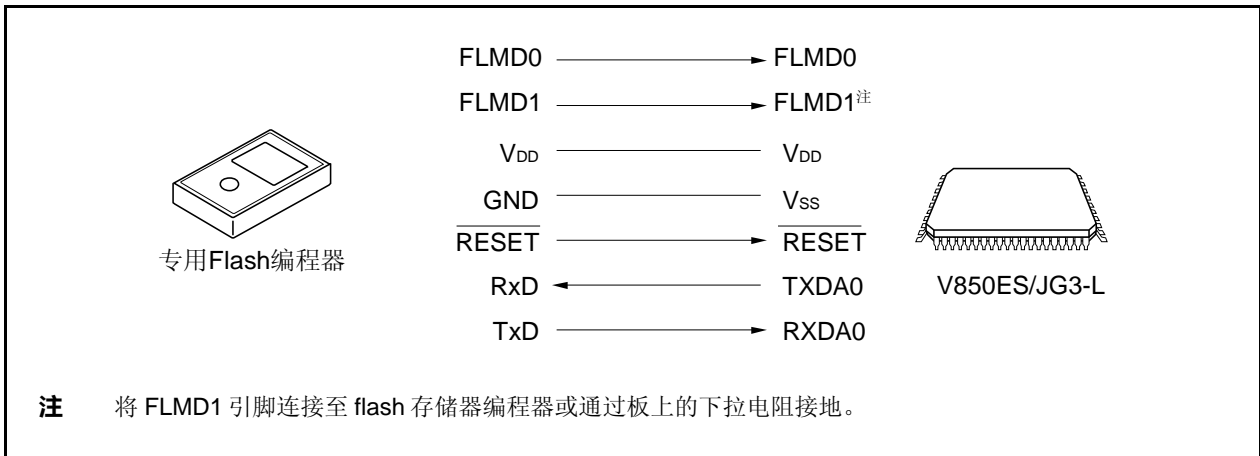 FLMD0 FLMD0
FLMD1 FLMD1注
VDD VDD
GND VSS
RESET RESET
专用Flash编程器
RxD TXDA0 V850ES/JG3-L
TxD RXDA0
注 将 FLMD1 引脚连接至 flash 存储器编程器或通过板上的下拉电阻接地。